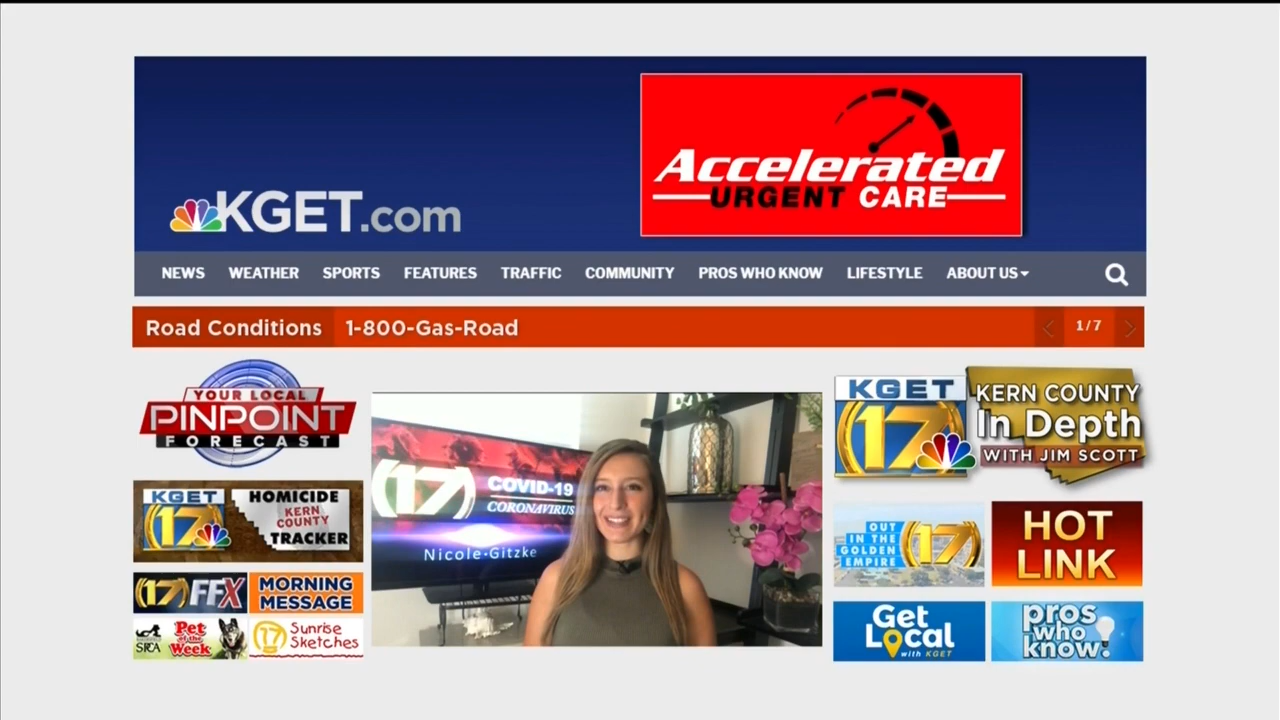 KGET.com
Accelerated
URGENT CARE
NEWS WEATHER SPORTS FEATURES TRAFFIC COMMUNITY PROS WHO KNOW LIFESTYLE ABOUT US
Road Conditions 1-800-Gas-Road 1/7
YOUR LOCAL
PINPOINT
FORECAST
KGET
17
HOMICIDE
KERN
COUNTY
TRACKER
17 FFX
MORNING
MESSAGE
SPCA
Pet
of the
Week
17
Sunrise
Sketches
17
COVID-19
CORONAVIRUS
Nicole·Gitzke
KGET
17
KERN COUNTY
In Depth
WITH JIM SCOTT
OUT
IN THE
GOLDEN
EMPIRE
17
HOT
LINK
Get
Local
with KGET
pros
who
know!